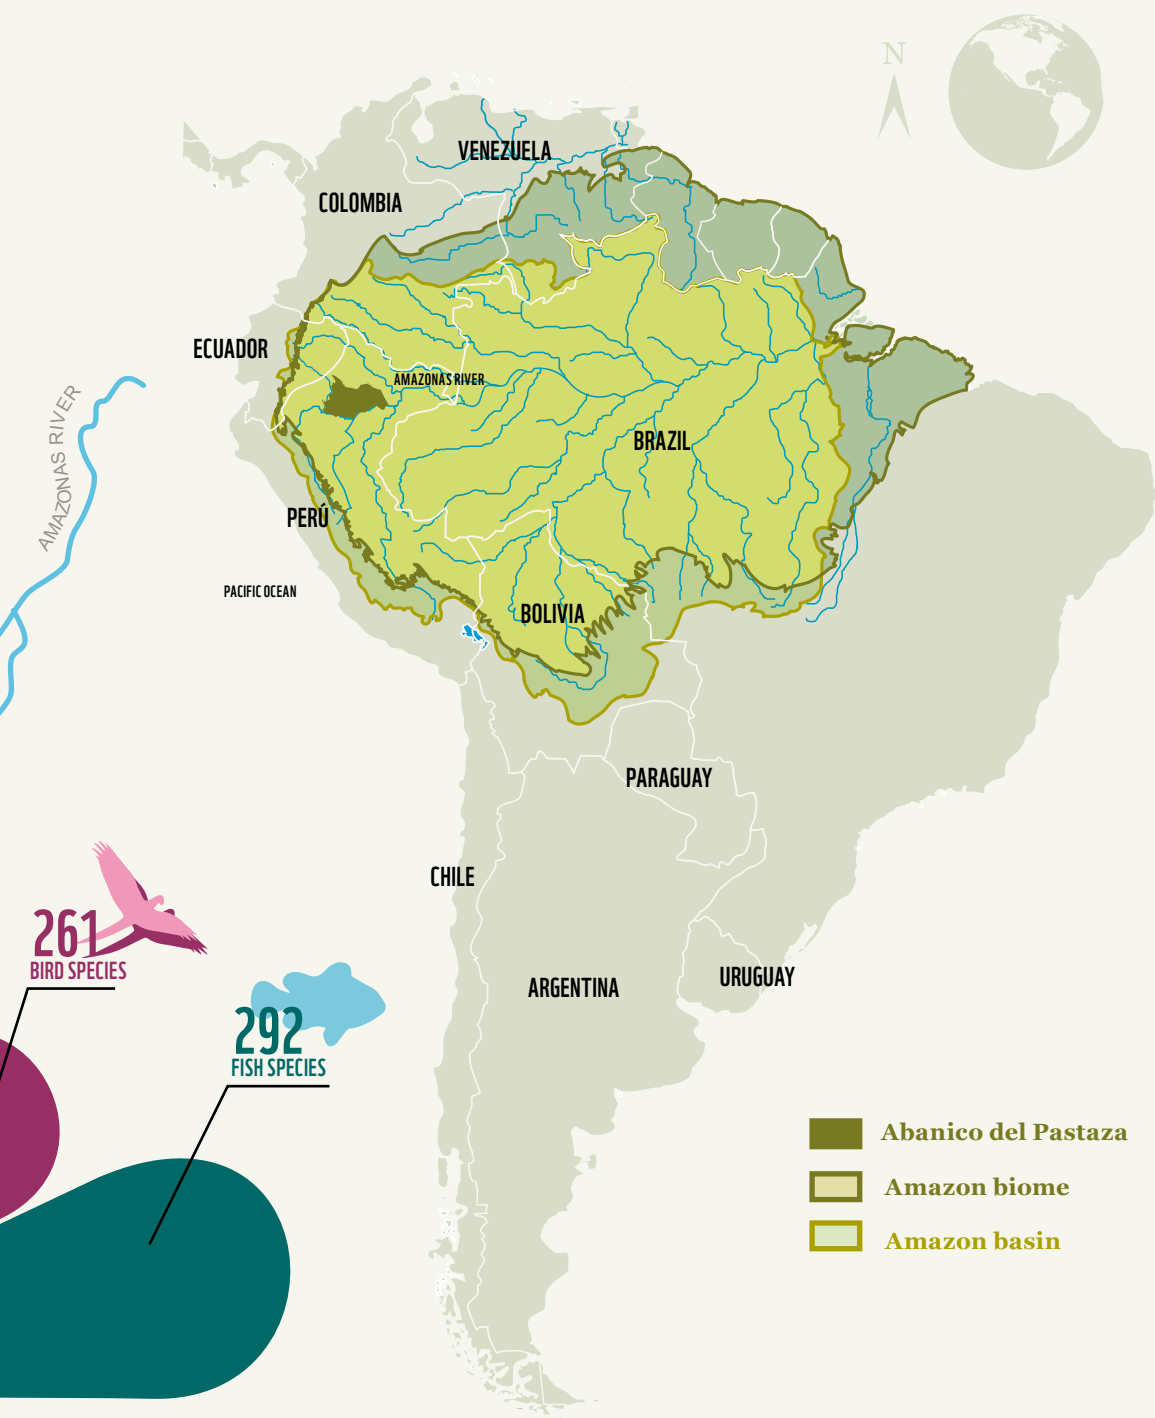 N
VENEZUELA
COLOMBIA
ECUADOR
AMAZONAS RIVER
AMAZONAS RIVER
BRAZIL
PERÚ
PACIFIC OCEAN
BOLIVIA
PARAGUAY
CHILE
261
BIRD SPECIES
URUGUAY
ARGENTINA
292
FISH SPECIES
Abanico del Pastaza
Amazon biome
Amazon basin